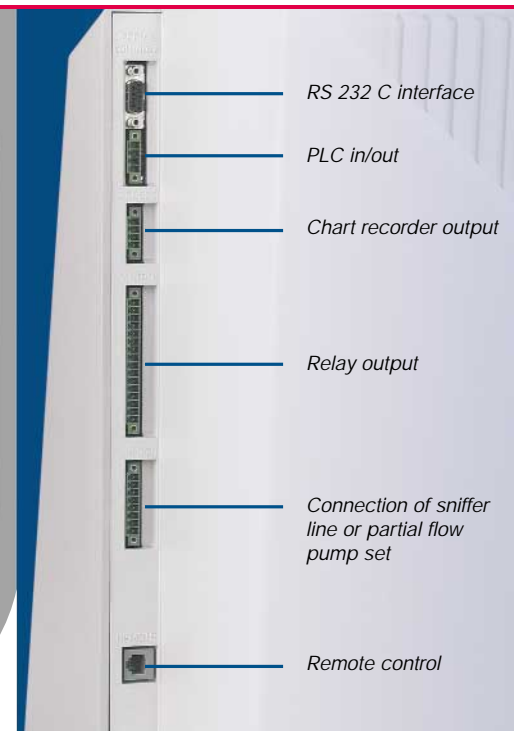 RS 232 C interface
PLC in/out
Chart recorder output
Relay output
Connection of sniffer
line or partial flow
pump set
Remote control